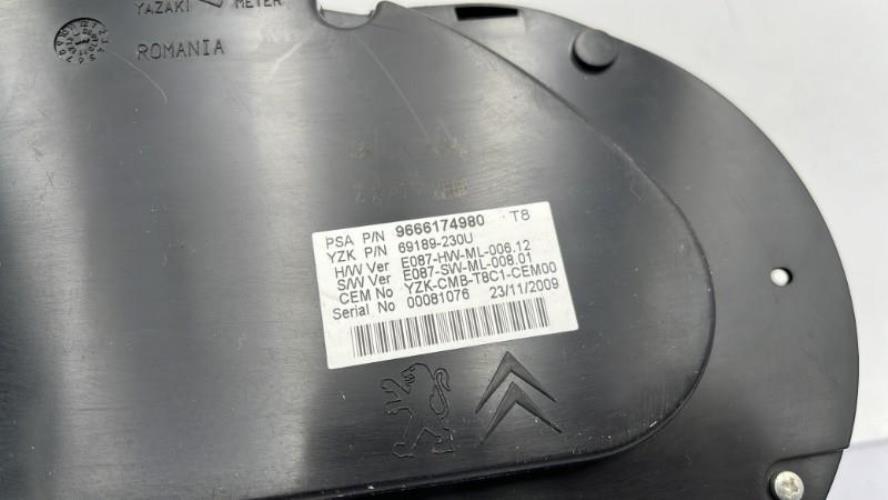 YAZAKI METER
ROMANIA
PSA P/N 9666174980 T8
YZK P/N 69189-230U
H/W Ver E087-HW-ML-006.12
S/W Ver E087-SW-ML-008.01
CEM No YZK-CMB-T8C1-CEM00
Serial No 00081076 23/11/2009